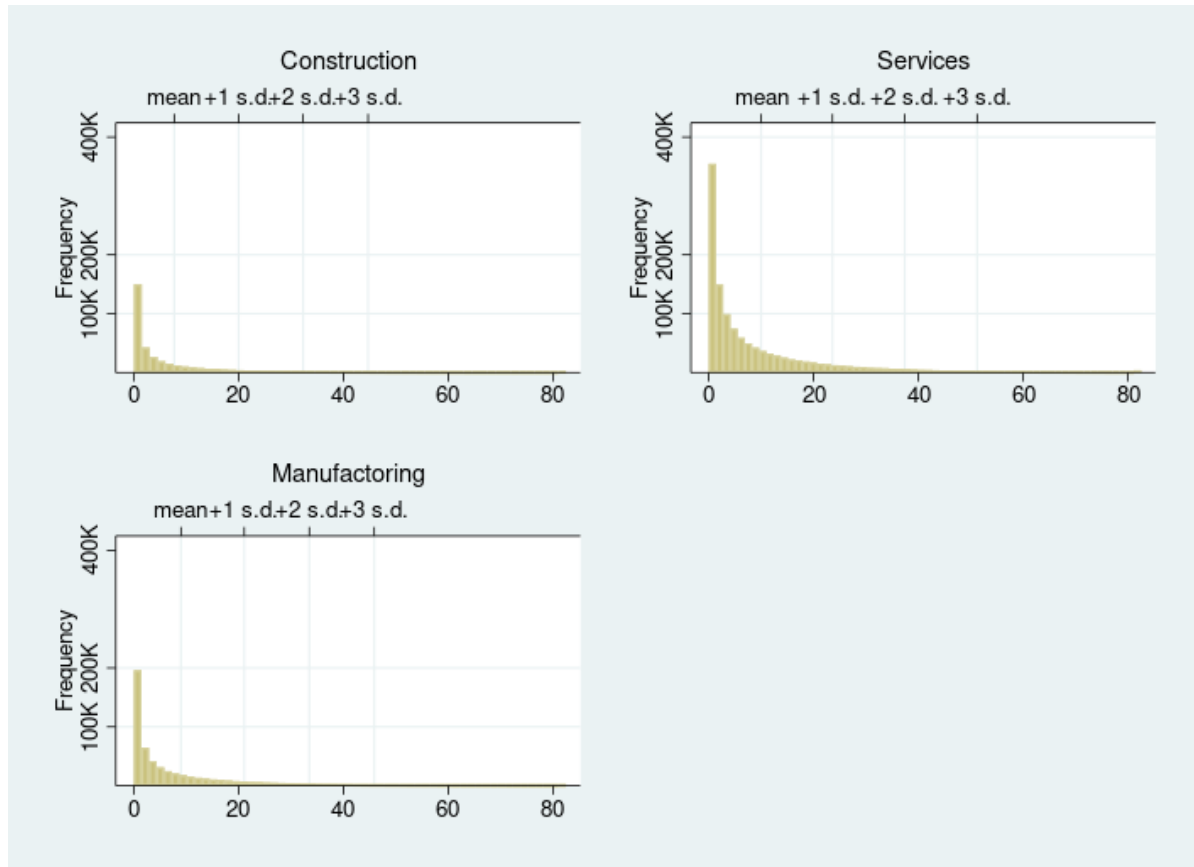 Construction
mean+1 s.d.+2 s.d.+3 s.d.
400K
200K
100K
Frequency
0 20 40 60 80
Services
mean +1 s.d. +2 s.d. +3 s.d.
400K
200K
100K
Frequency
0 20 40 60 80
Manufactoring
mean+1 s.d.+2 s.d.+3 s.d.
400K
200K
100K
Frequency
0 20 40 60 80